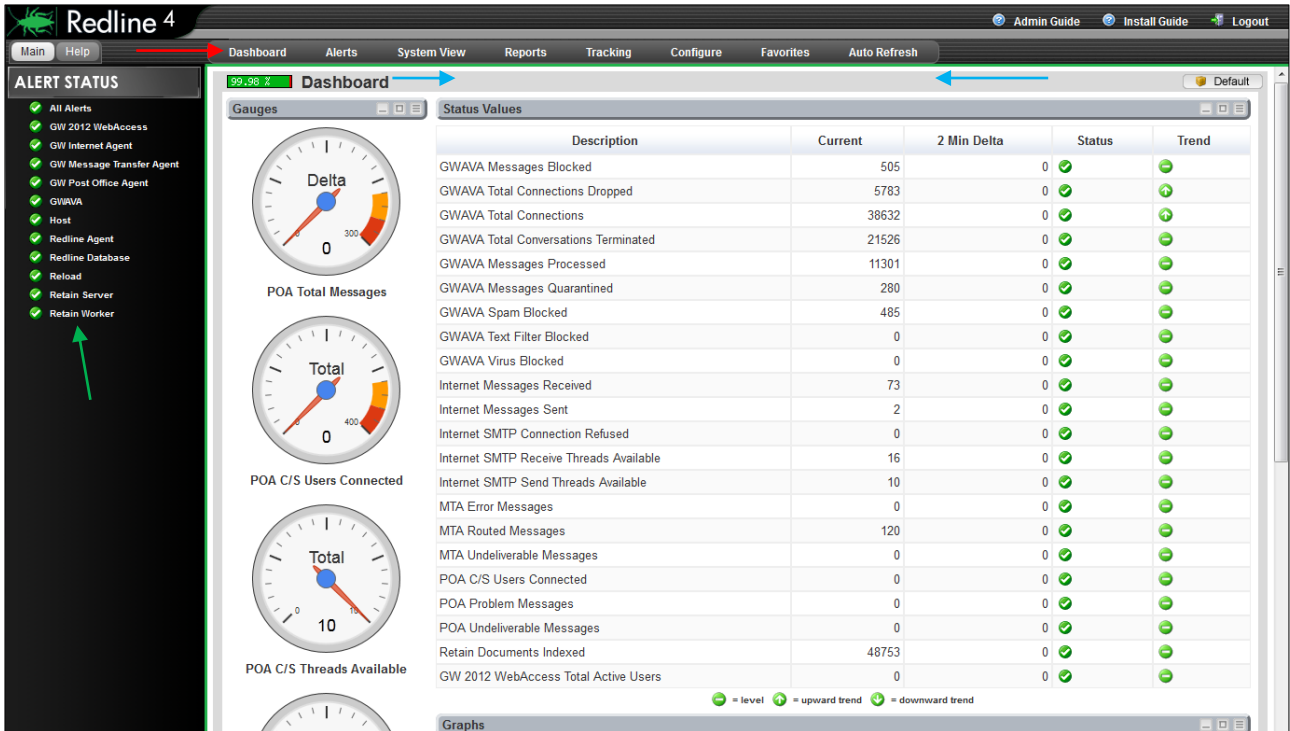 Redline 4
Admin Guide Install Guide Logout
Main Help
Dashboard Alerts System View Reports Tracking Configure Favorites Auto Refresh
ALERT STATUS
All Alerts
GW 2012 WebAccess
GW Internet Agent
GW Message Transfer Agent
GW Post Office Agent
GWAVA
Host
Redline Agent
Redline Database
Reload
Retain Server
Retain Worker
99.98 % Dashboard Default
Gauges
Delta
0 300
0
POA Total Messages
Total
400
0
POA C/S Users Connected
Total
0 10
10
POA C/S Threads Available
Status Values
Description Current 2 Min Delta Status Trend
GWAVA Messages Blocked 505 0
GWAVA Total Connections Dropped 5783 0
GWAVA Total Connections 38632 0
GWAVA Total Conversations Terminated 21526 0
GWAVA Messages Processed 11301 0
GWAVA Messages Quarantined 280 0
GWAVA Spam Blocked 485 0
GWAVA Text Filter Blocked 0 0
GWAVA Virus Blocked 0 0
Internet Messages Received 73 0
Internet Messages Sent 2 0
Internet SMTP Connection Refused 0 0
Internet SMTP Receive Threads Available 16 0
Internet SMTP Send Threads Available 10 0
MTA Error Messages 0 0
MTA Routed Messages 120 0
MTA Undeliverable Messages 0 0
POA C/S Users Connected 0 0
POA Problem Messages 0 0
POA Undeliverable Messages 0 0
Retain Documents Indexed 48753 0
GW 2012 WebAccess Total Active Users 0 0
= level = upward trend = downward trend
Graphs